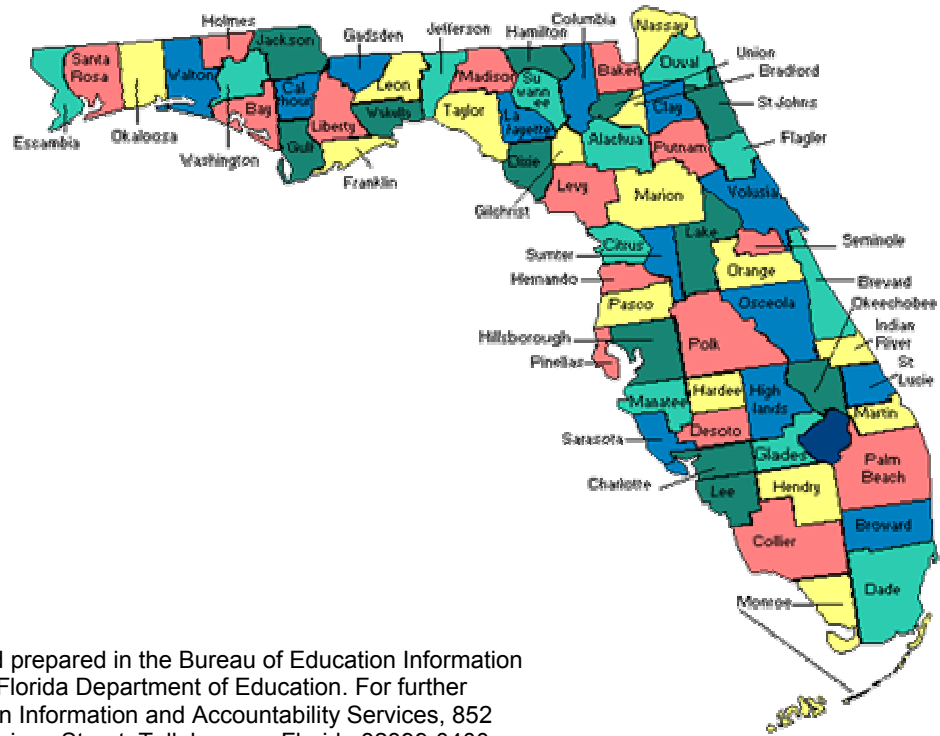 Holmes
Jackson
Gadsden
Jefferson
Hamilton
Columbia
Nassau
Santa
Rosa
Walton
Cal
houn
Leon
Madison
Su
wann
ee
Baker
Duval
Union
Bradford
Bay
Liberty
Wakulla
Taylor
La
fayette
Clay
St Johns
Escambia
Okaloosa
Washington
Gulf
Franklin
Dixie
Alachua
Putnam
Flagler
Gilchrist
Levy
Marion
Volusia
Citrus
Lake
Sumter
Seminole
Hernando
Orange
Brevard
Pasco
Osceola
Okeechobee
Hillsborough
Polk
Indian
River
Pinellas
St
Lucie
Manatee
Hardee
High
lands
Martin
Sarasota
Desoto
Glades
Palm
Beach
Charlotte
Lee
Hendry
Broward
Collier
Dade
Monroe
prepared in the Bureau of Education Information
Florida Department of Education. For further
n Information and Accountability Services, 852